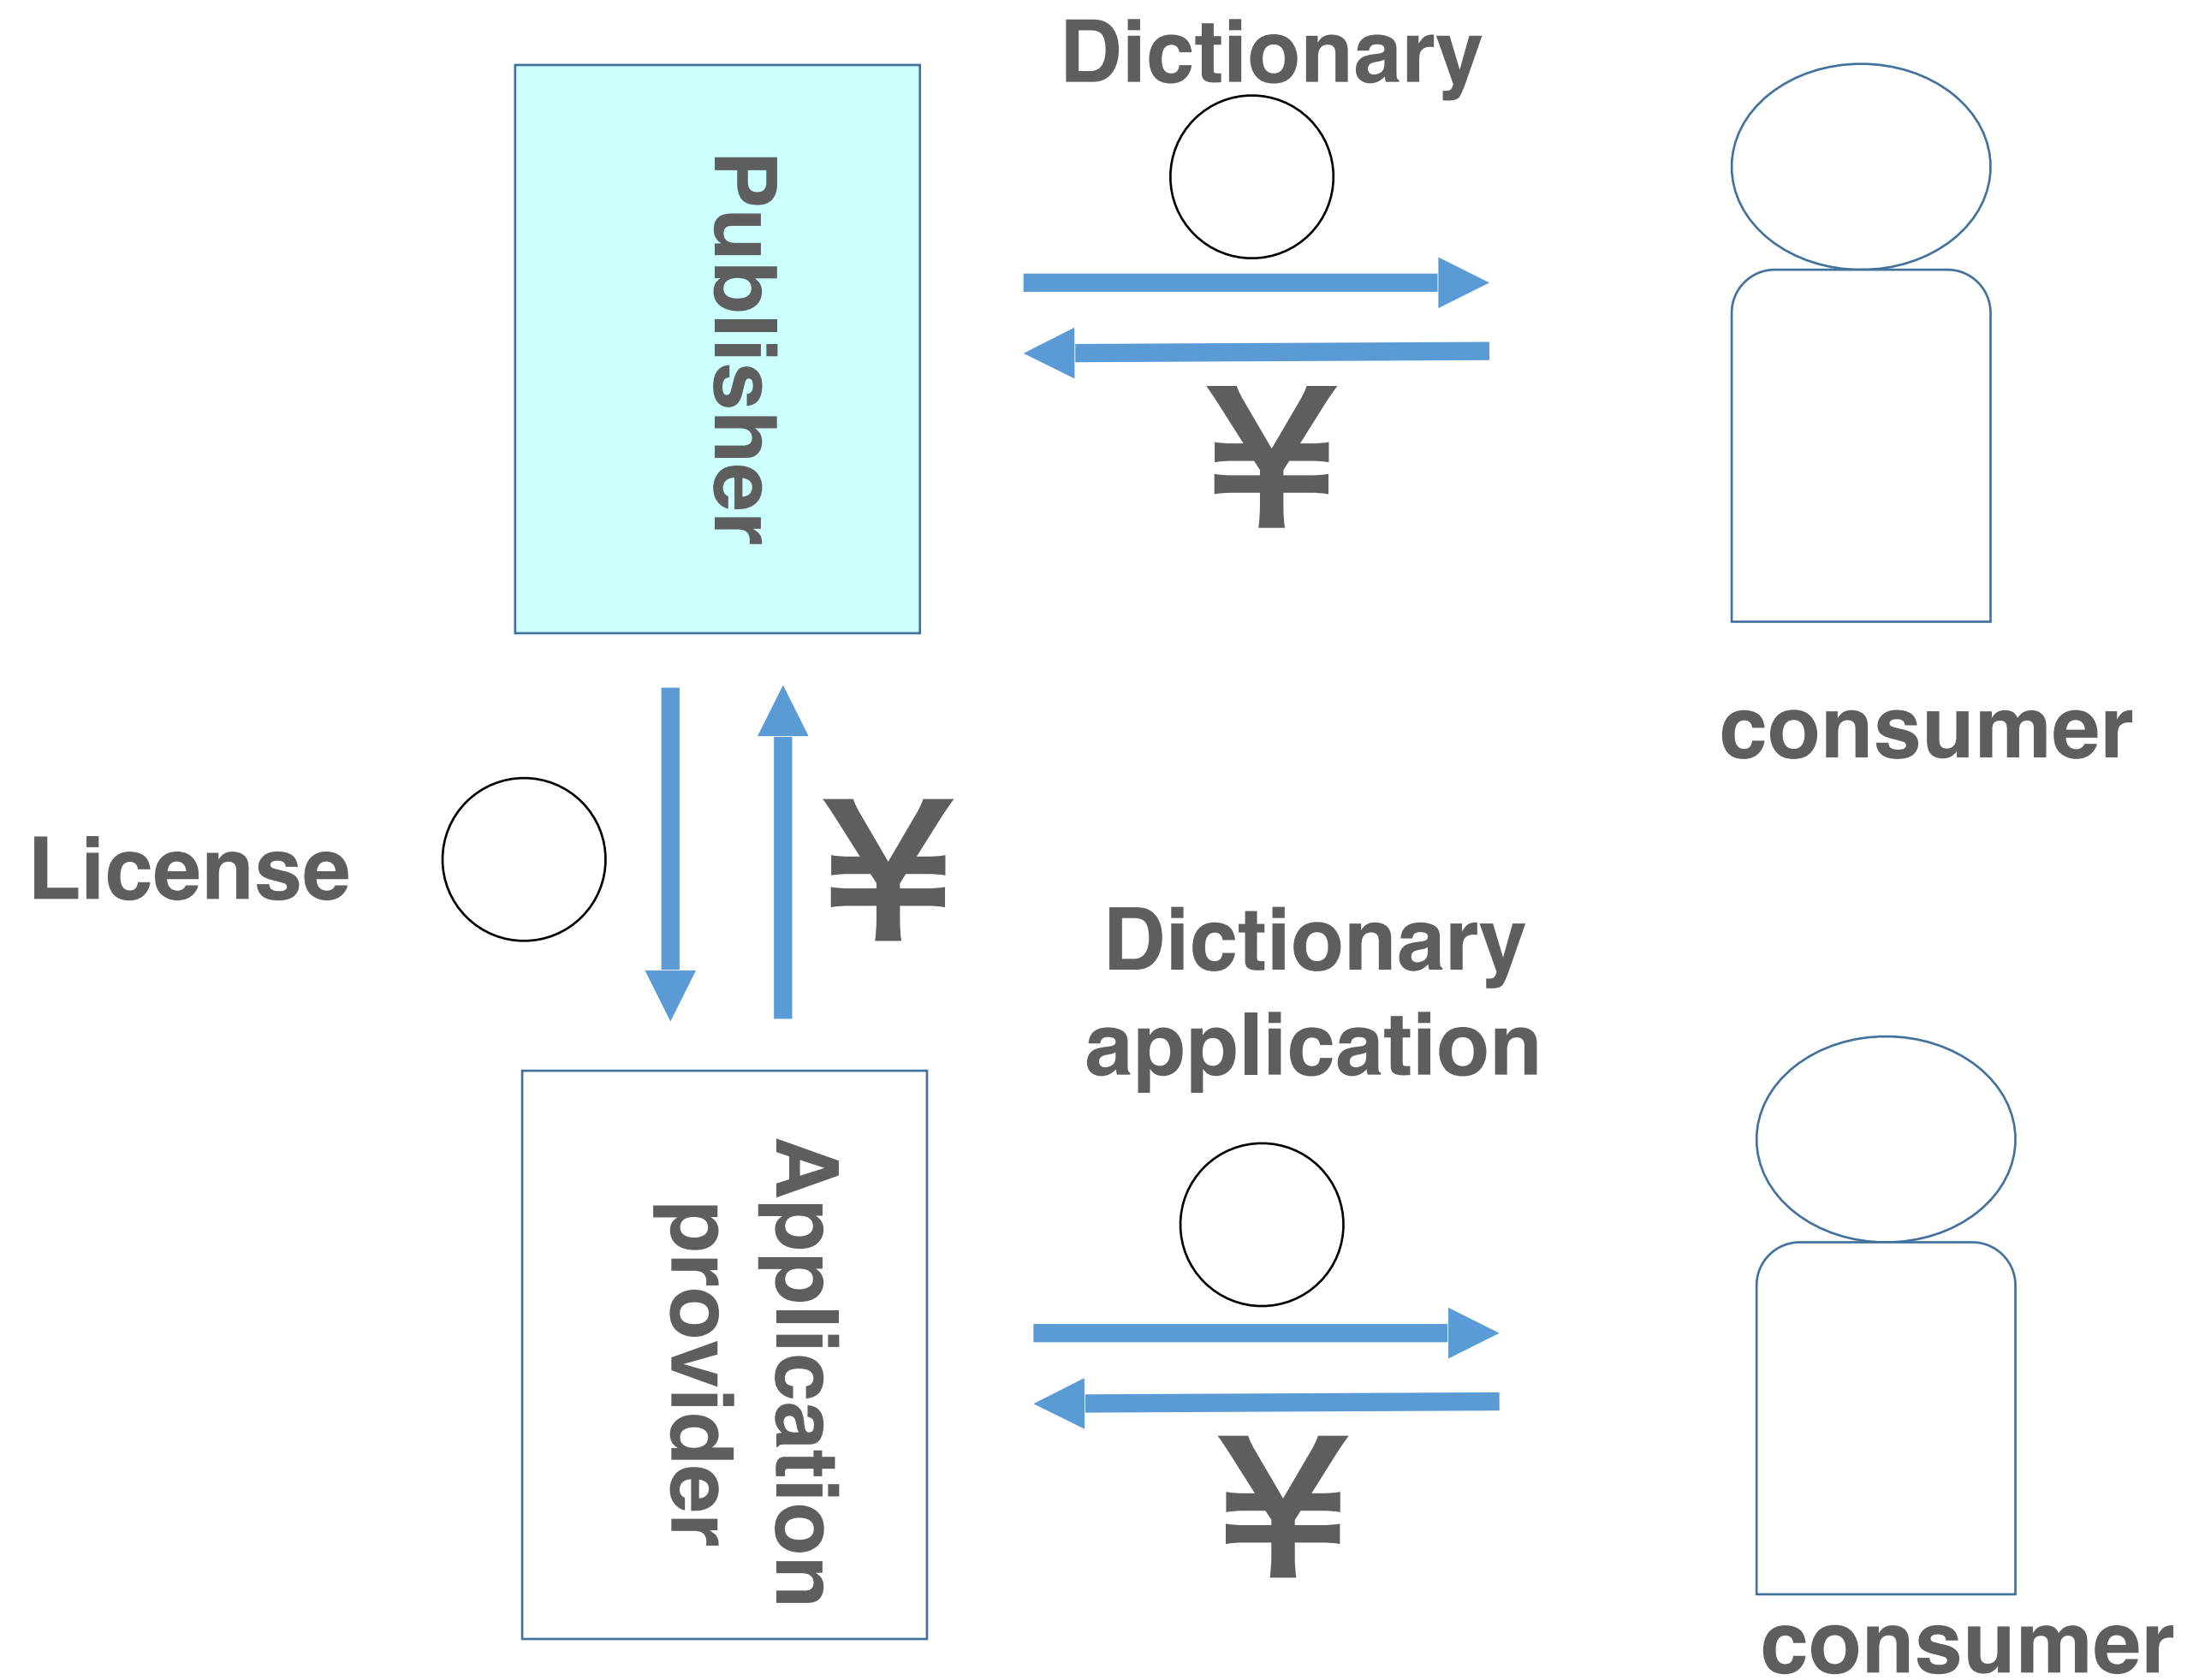 Dictionary
Publisher
¥
consumer
License
¥
Dictionary
application
Application
provider
¥
consumer